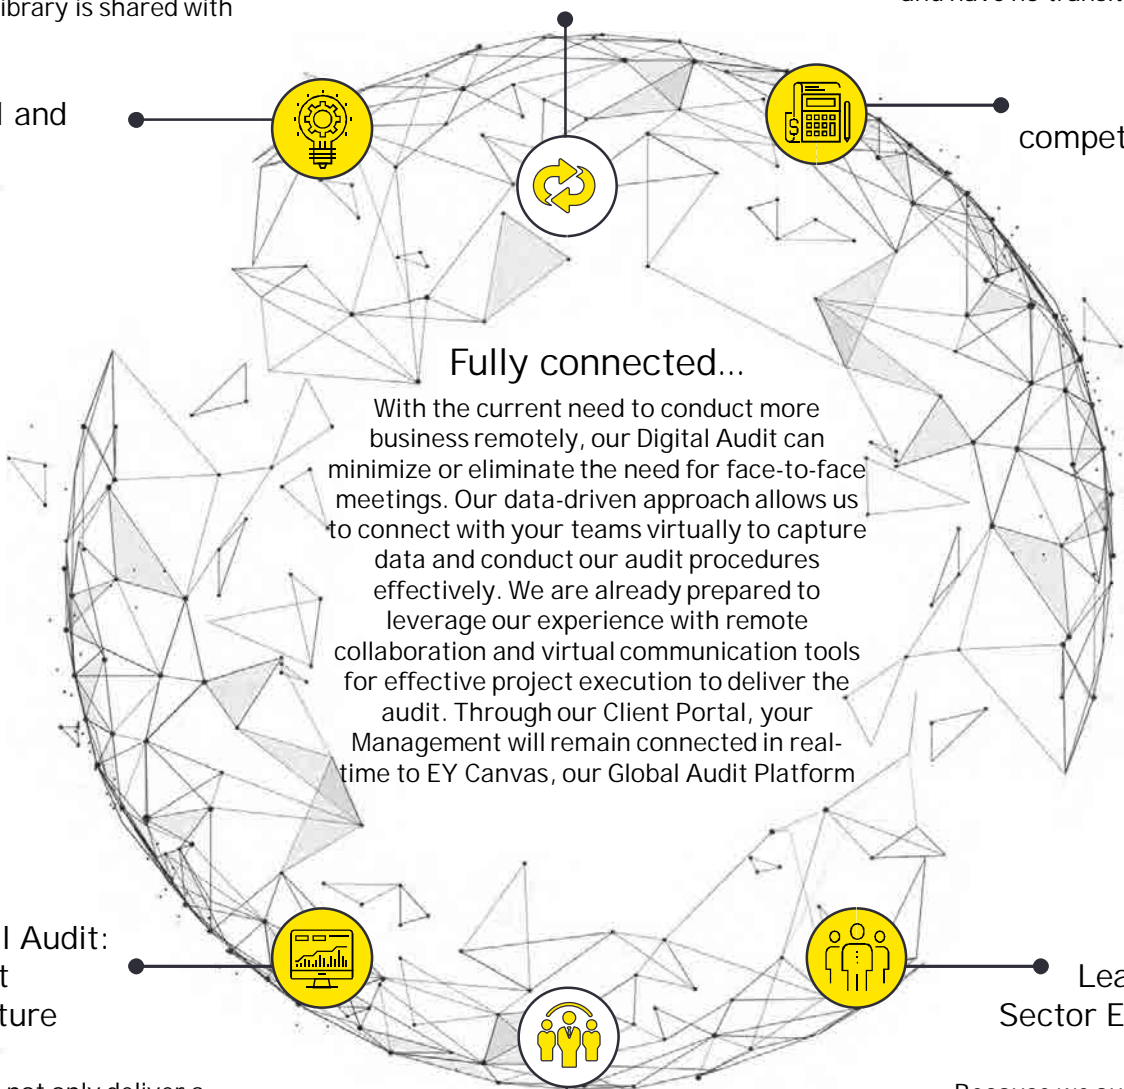 ibrary is shared with
and
compet
Fully connected...
With the current need to conduct more
business remotely, our Digital Audit can
minimize or eliminate the need for face-to-face
meetings. Our data-driven approach allows us
to connect with your teams virtually to capture
data and conduct our audit procedures
effectively. We are already prepared to
leverage our experience with remote
collaboration and virtual communication tools
for effective project execution to deliver the
audit. Through our Client Portal, your
Management will remain connected in real-
time to EY Canvas, our Global Audit Platform
l Audit:
t
ture
Lea
Sector E